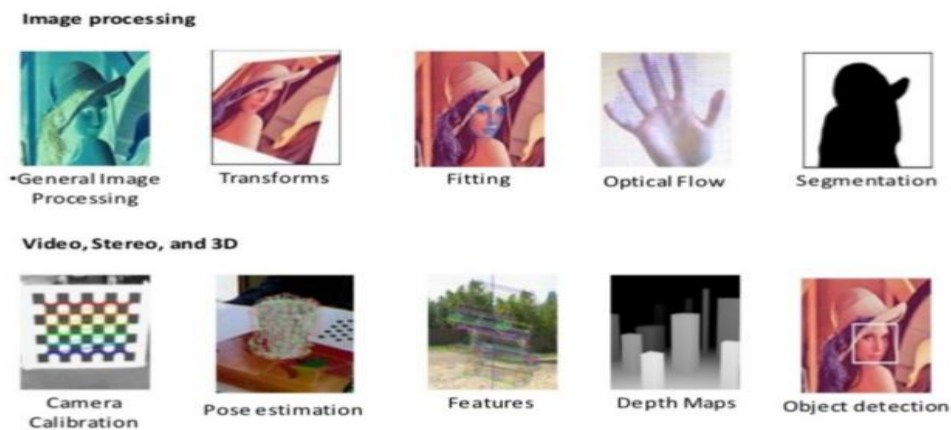 Image processing
•General Image
Processing
Transforms
Fitting
Optical Flow
Segmentation
Video, Stereo, and 3D
Camera
Calibration
Pose estimation
Features
Depth Maps
Object detection